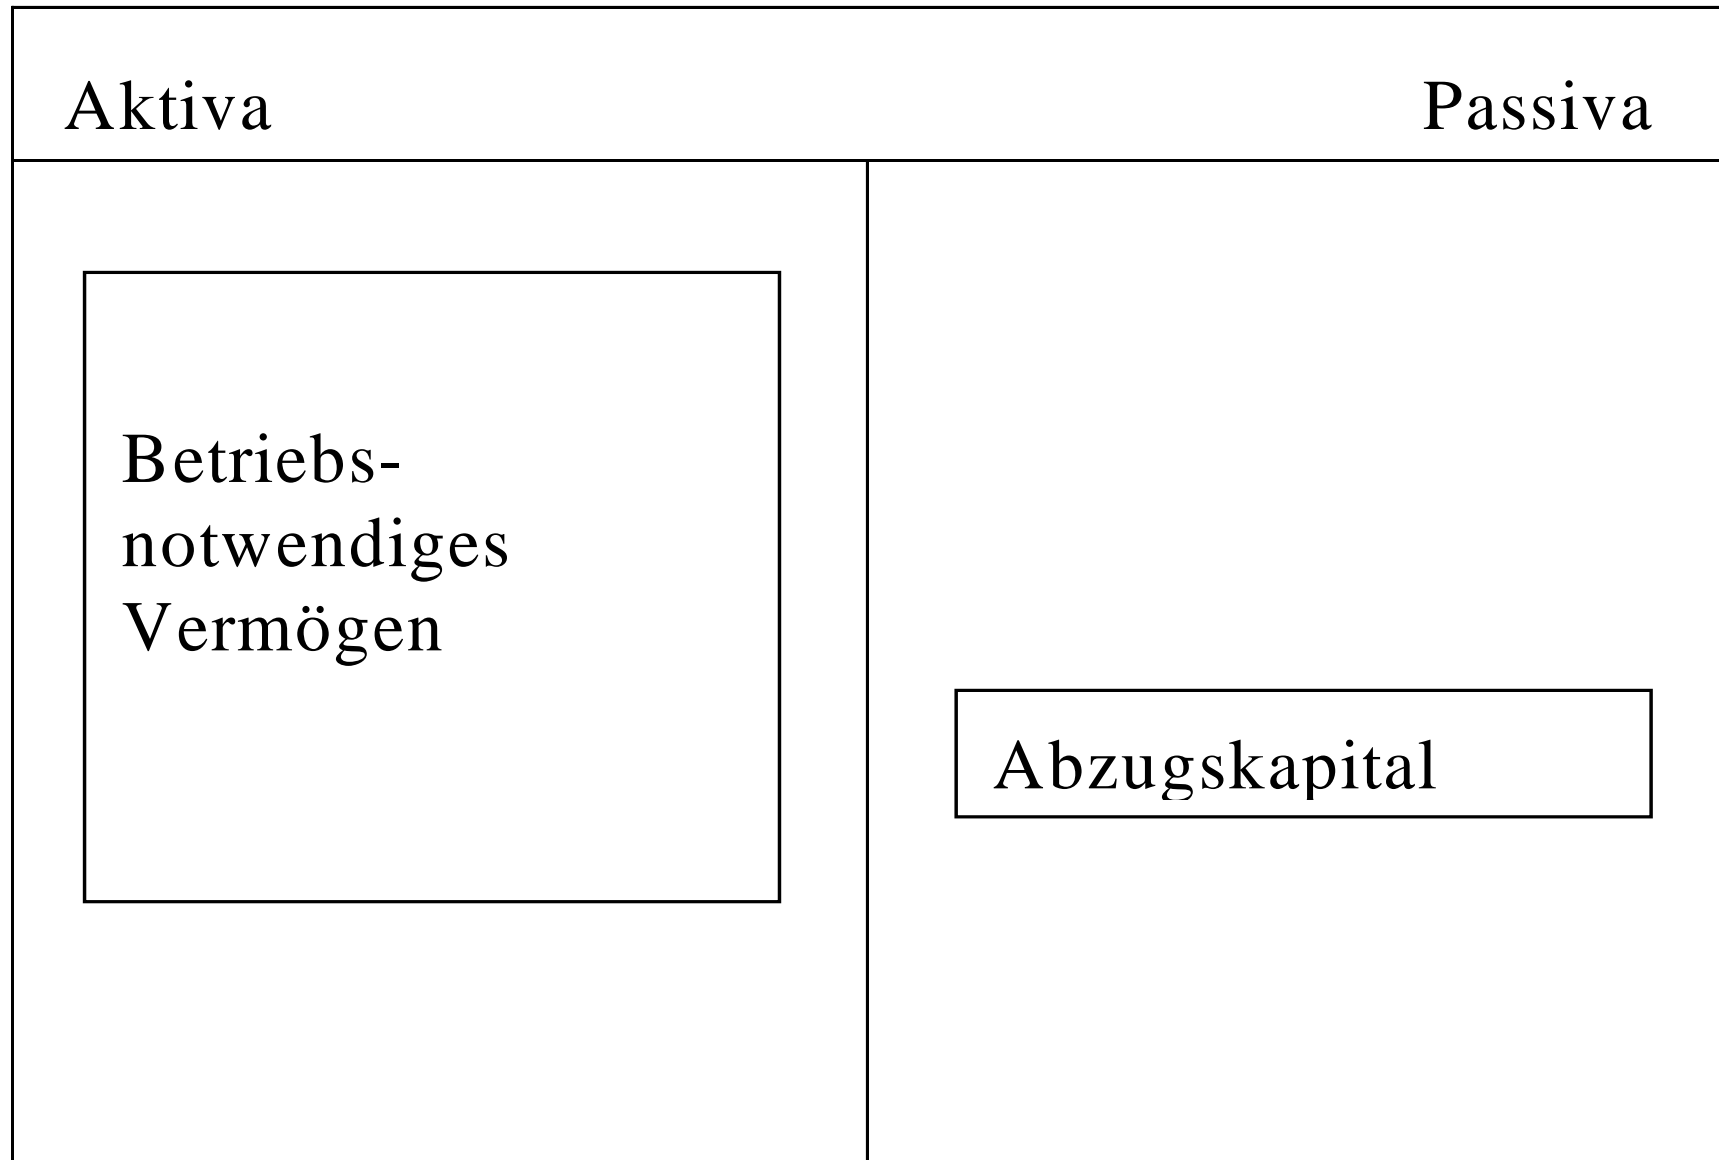 Aktiva Passiva
Betriebs-
notwendiges
Vermögen
Abzugskapital